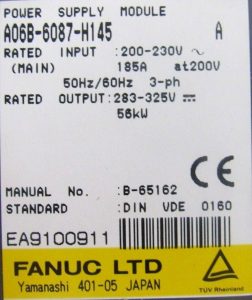 POWER SUPPLY MODULE
A06B-6087-H145 A
RATED INPUT :200-230V ~
(MAIN) 185A at200V
50Hz/60Hz 3-ph
RATED OUTPUT:283-325V ⎓
56kW
CE
MANUAL No. :B-65162
STANDARD :DIN VDE 0160
EA9100911
FANUC LTD
Yamanashi 401-05 JAPAN
TÜV Rheinland